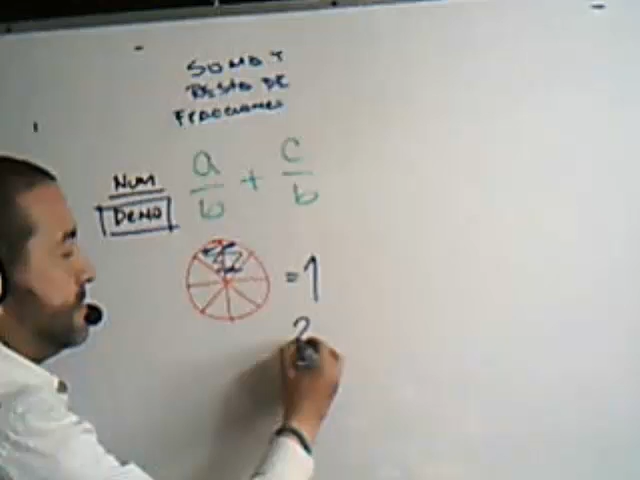 SUMA Y
RESTA DE
FRACCIONES
NUM
DENO
a/b + c/b
= 1
2